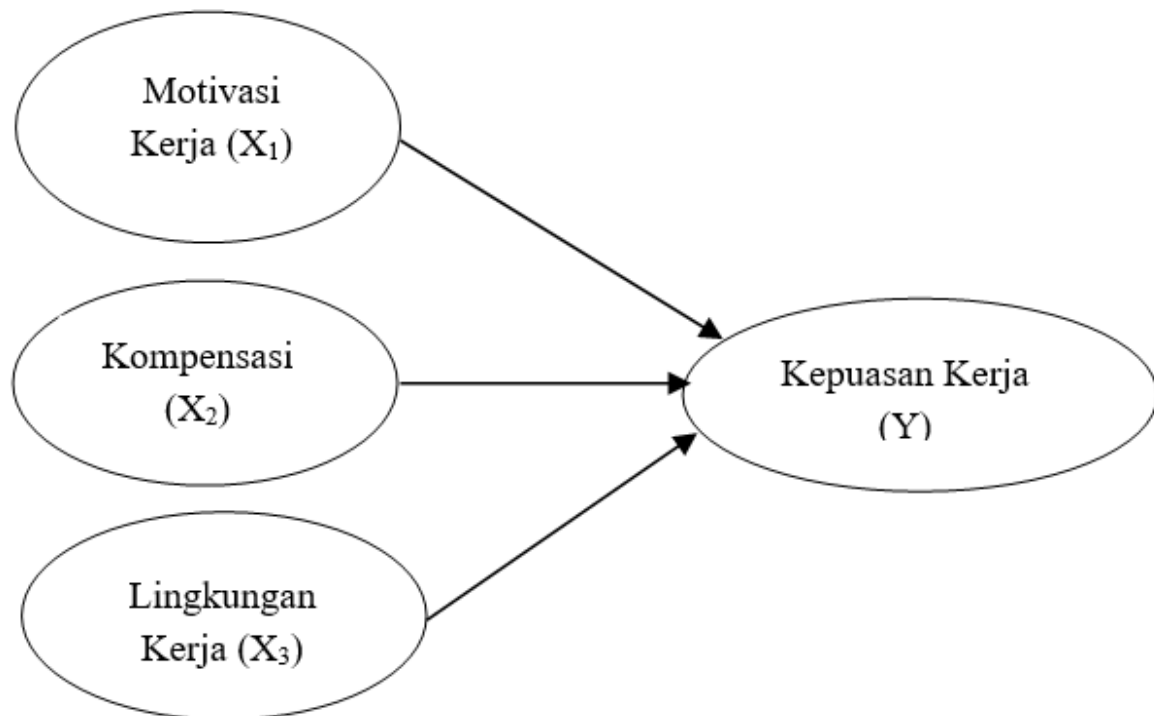 Motivasi
Kerja (X₁)
Kompensasi
(X₂)
Kepuasan Kerja
(Y)
Lingkungan
Kerja (X₃)